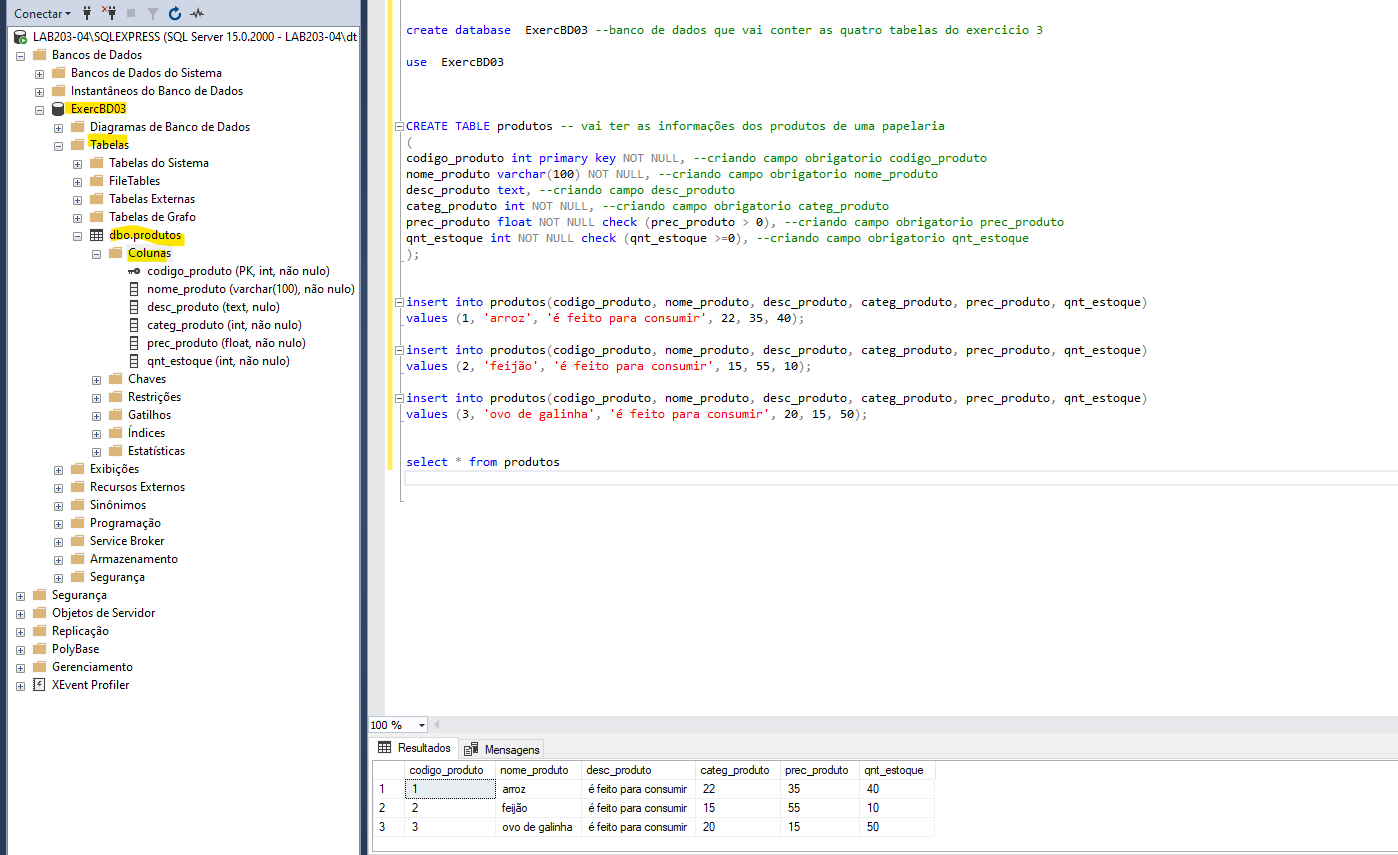 Conectar
LAB203-04\SQLEXPRESS (SQL Server 15.0.2000 - LAB203-04\dt
Bancos de Dados
Bancos de Dados do Sistema
Instantâneos do Banco de Dados
ExercBD03
Diagramas de Banco de Dados
Tabelas
Tabelas do Sistema
FileTables
Tabelas Externas
Tabelas de Grafo
dbo.produtos
Colunas
codigo_produto (PK, int, não nulo)
nome_produto (varchar(100), não nulo)
desc_produto (text, nulo)
categ_produto (int, não nulo)
prec_produto (float, não nulo)
qnt_estoque (int, não nulo)
Chaves
Restrições
Gatilhos
Índices
Estatísticas
Exibições
Recursos Externos
Sinônimos
Programação
Service Broker
Armazenamento
Segurança
Segurança
Objetos de Servidor
Replicação
PolyBase
Gerenciamento
XEvent Profiler
create database  ExercBD03 --banco de dados que vai conter as quatro tabelas do exercicio 3
use  ExercBD03
CREATE TABLE produtos -- vai ter as informações dos produtos de uma papelaria
(
codigo_produto int primary key NOT NULL, --criando campo obrigatorio codigo_produto
nome_produto varchar(100) NOT NULL, --criando campo obrigatorio nome_produto
desc_produto text, --criando campo desc_produto
categ_produto int NOT NULL, --criando campo obrigatorio categ_produto
prec_produto float NOT NULL check (prec_produto > 0), --criando campo obrigatorio prec_produto
qnt_estoque int NOT NULL check (qnt_estoque >=0), --criando campo obrigatorio qnt_estoque
);
insert into produtos(codigo_produto, nome_produto, desc_produto, categ_produto, prec_produto, qnt_estoque)
values (1, 'arroz', 'é feito para consumir', 22, 35, 40);
insert into produtos(codigo_produto, nome_produto, desc_produto, categ_produto, prec_produto, qnt_estoque)
values (2, 'feijão', 'é feito para consumir', 15, 55, 10);
insert into produtos(codigo_produto, nome_produto, desc_produto, categ_produto, prec_produto, qnt_estoque)
values (3, 'ovo de galinha', 'é feito para consumir', 20, 15, 50);
select * from produtos
100 %
Resultados Mensagens
codigo_produto nome_produto desc_produto categ_produto prec_produto qnt_estoque
1 1 arroz é feito para consumir 22 35 40
2 2 feijão é feito para consumir 15 55 10
3 3 ovo de galinha é feito para consumir 20 15 50